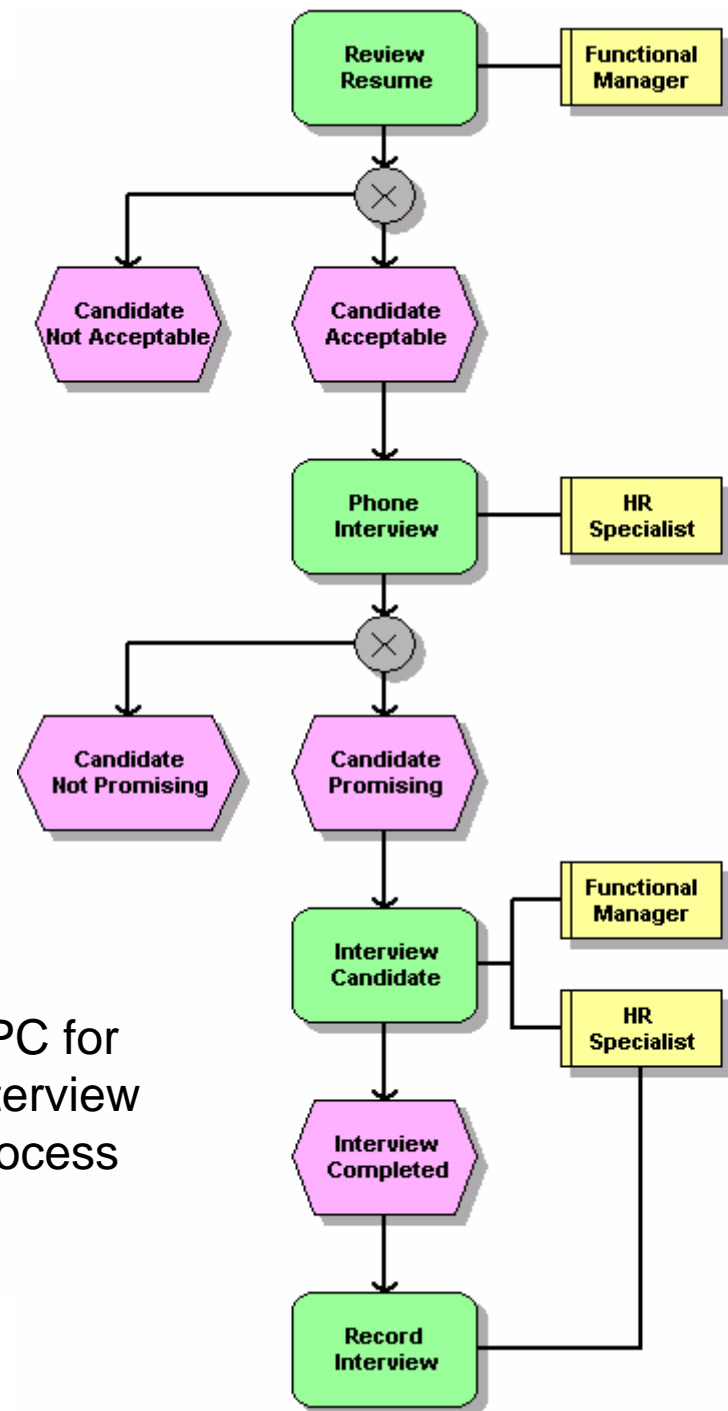 Review
Resume
Functional
Manager
Candidate
Not Acceptable
Candidate
Acceptable
Phone
Interview
HR
Specialist
Candidate
Not Promising
Candidate
Promising
Interview
Candidate
Functional
Manager
HR
Specialist
PC for
terview
ocess
Interview
Completed
Record
Interview